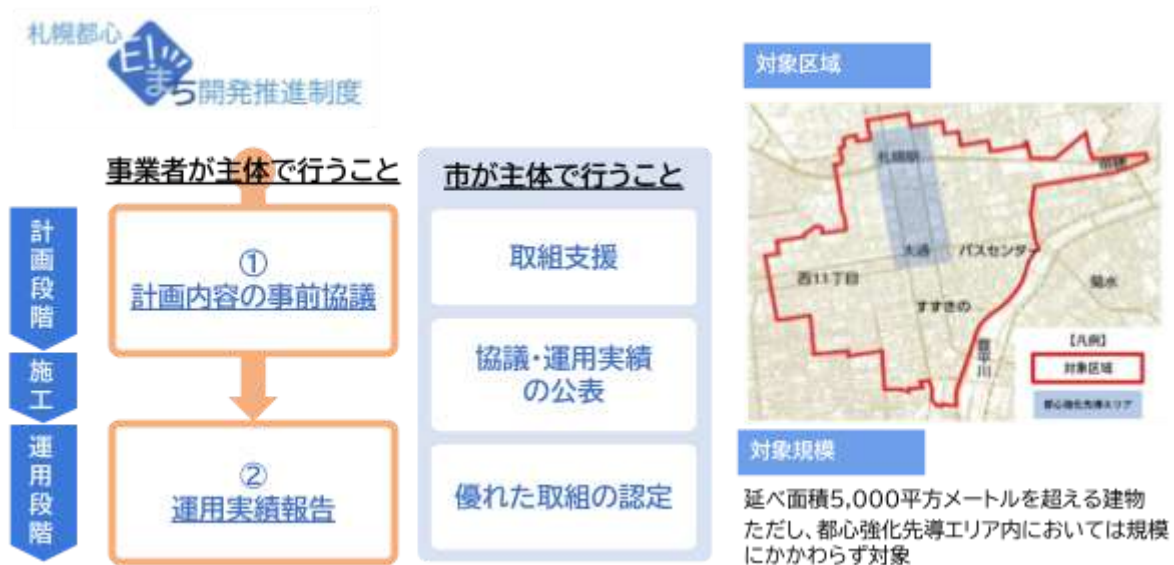 札幌都心
E!まち開発推進制度
事業者が主体で行うこと
計画段階
施工
運用段階
①
計画内容の事前協議
②
運用実績報告
市が主体で行うこと
取組支援
協議・運用実績
の公表
優れた取組の認定
対象区域
札幌駅
苗穂
大通
バスセンター
西11丁目
菊水
すすきの
豊平川
【凡例】
対象区域
都心強化先導エリア
対象規模
延べ面積5,000平方メートルを超える建物
ただし、都心強化先導エリア内においては規模
にかかわらず対象